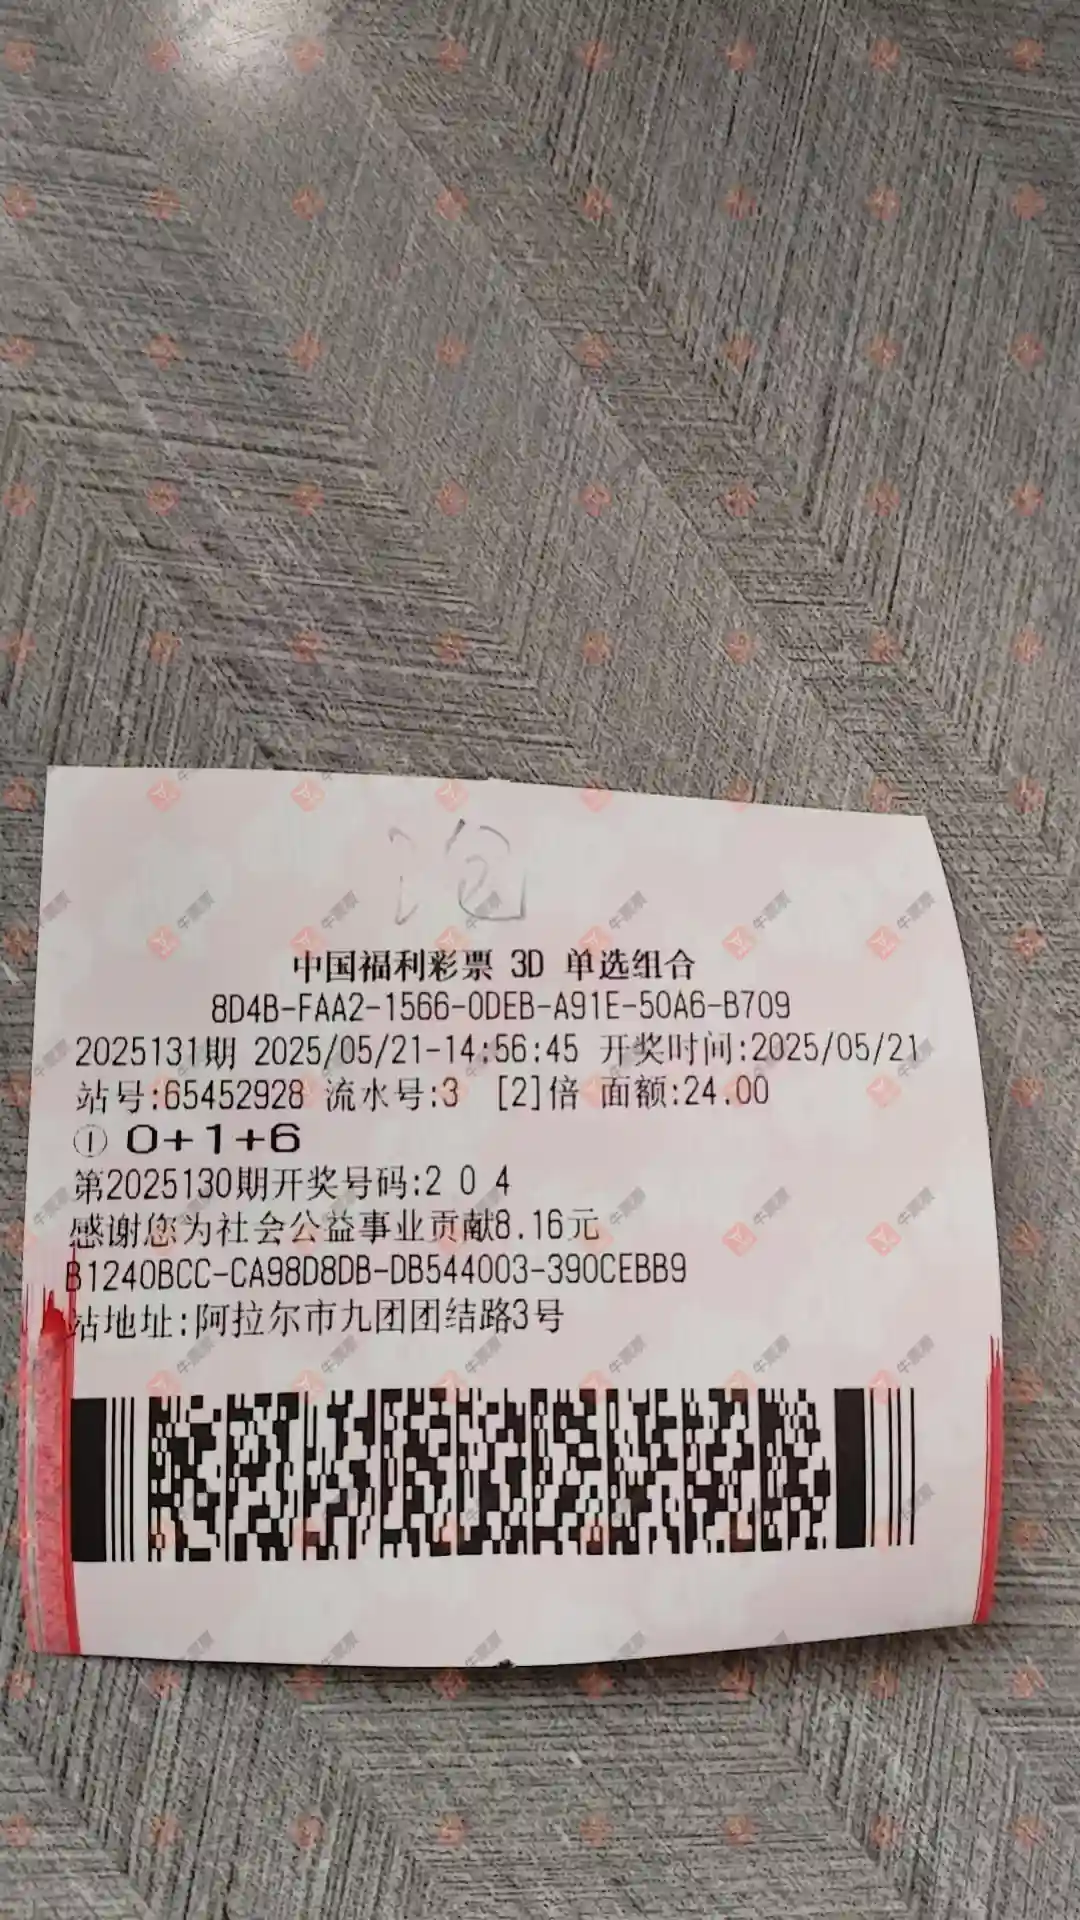 泡
中国福利彩票 3D 单选组合
8D4B-FAA2-1566-0DEB-A91E-50A6-B709
2025131期 2025/05/21-14:56:45 开奖时间:2025/05/21
站号:65452928 流水号:3 [2]倍 面额:24.00
① 0+1+6
第2025130期开奖号码:2 0 4
感谢您为社会公益事业贡献8.16元
B1240BCC-CA98D8DB-DB544003-390CEBB9
站地址:阿拉尔市九团团结路3号
牛票票